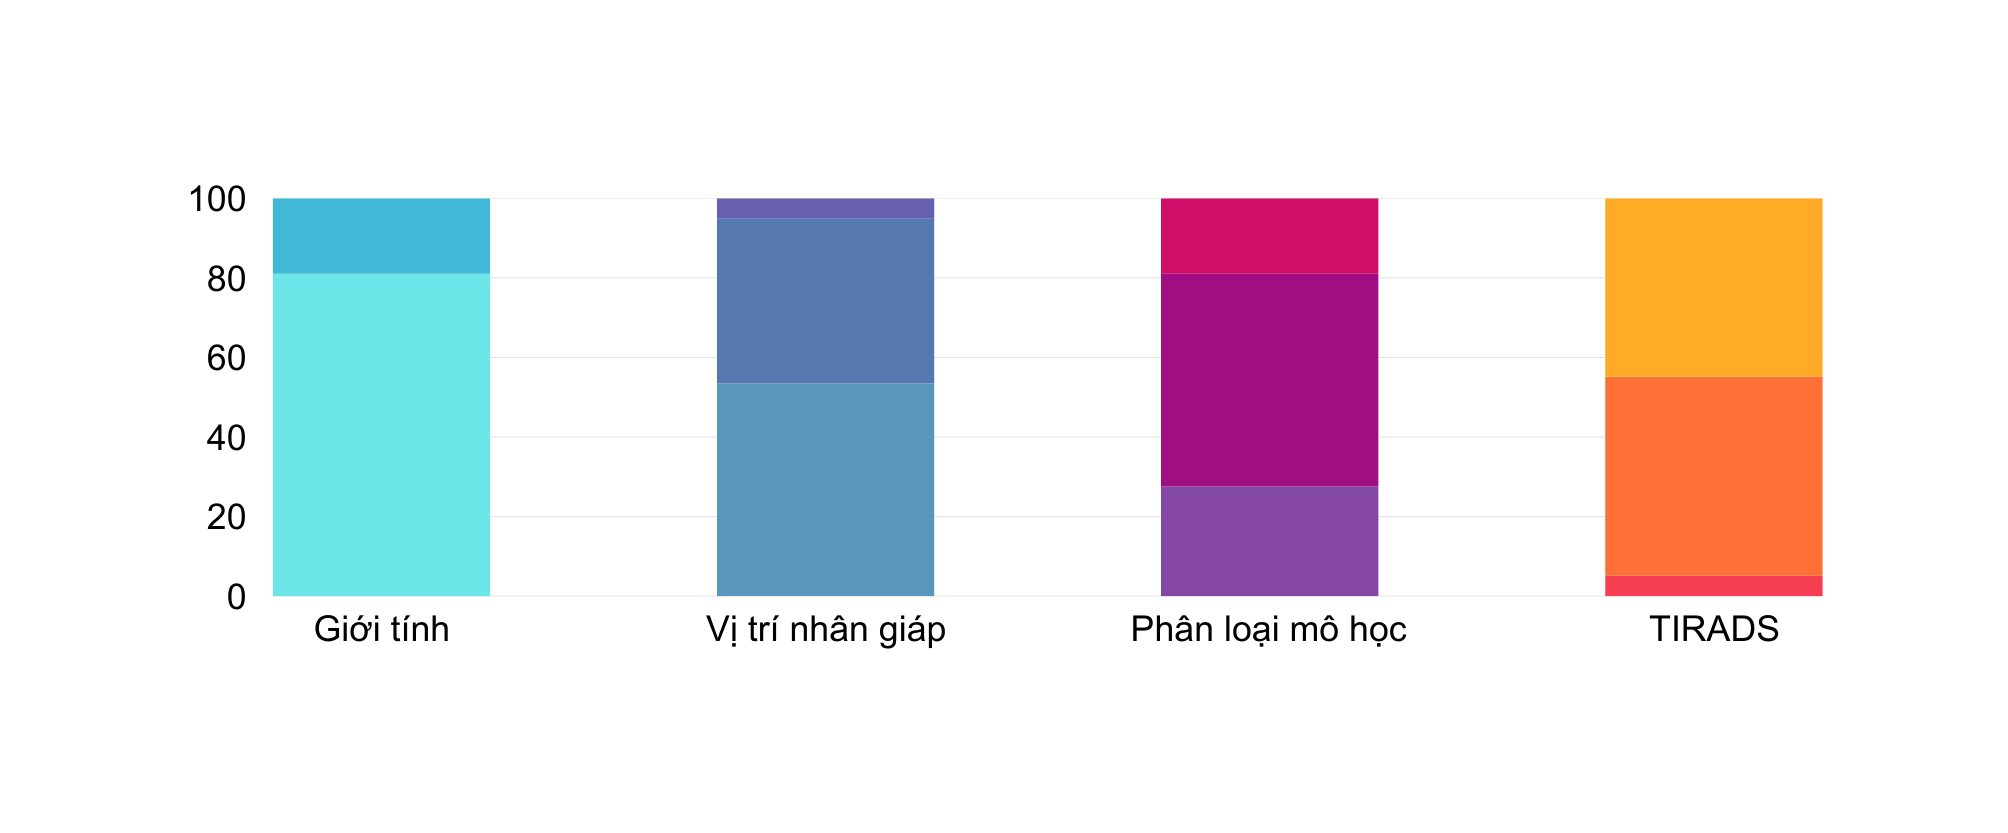 100
80
60
40
20
0
Giới tính
Vị trí nhân giáp
Phân loại mô học
TIRADS